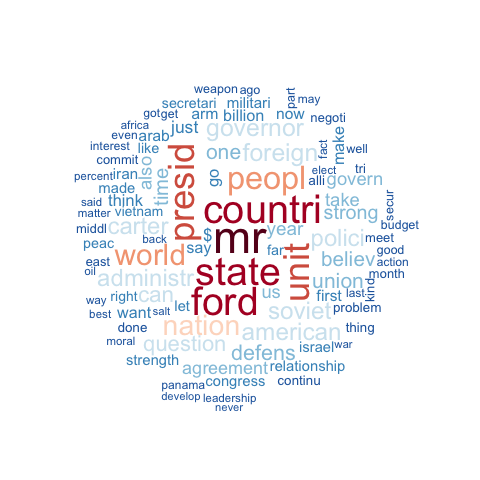 weapon ago
part may
secretari militari
gotget arm billion now negoti
africa
even arab just governor make
interest like also one foreign fact well
commit tri
percent iran time presid go peopl alli elect govern
said made think countri take secur
matter vietnam carter $ mr year strong budget
middl back say far polici meet
peac world unit good
east state believ action
oil administr us union month
way right can ford soviet first last kind
best want salt let problem
done nation american thing
moral question israel war
strength defens relationship
agreement
panama congress continu
develop leadership
never